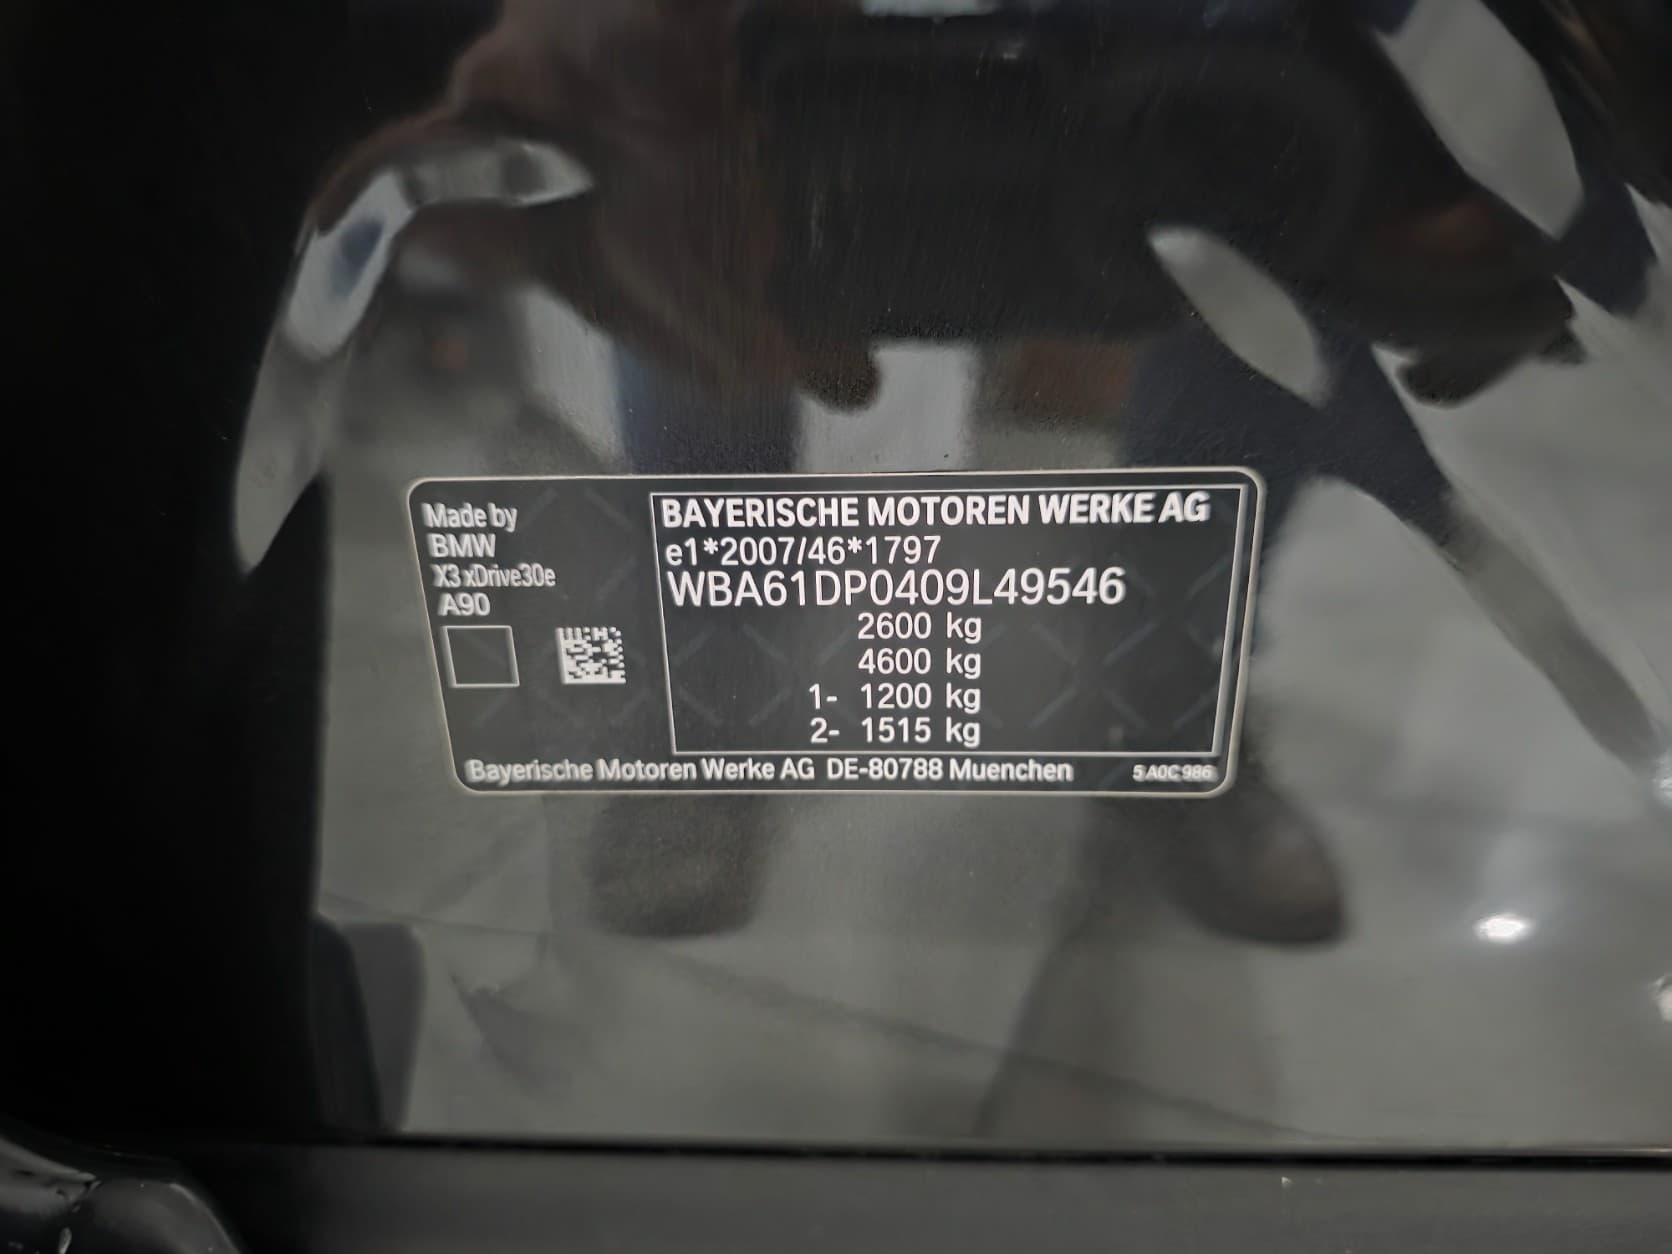 Made by
BMW
X3 xDrive30e
A90
BAYERISCHE MOTOREN WERKE AG
e1*2007/46*1797
WBA61DP0409L49546
2600 kg
4600 kg
1- 1200 kg
2- 1515 kg
Bayerische Motoren Werke AG DE-80788 Muenchen
5A0C986